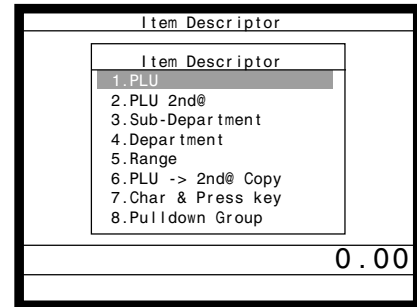 Item Descriptor
Item Descriptor
1.PLU
2.PLU 2nd@
3.Sub-Department
4.Department
5.Range
6.PLU -> 2nd@ Copy
7.Char & Press key
8.Pulldown Group
0.00